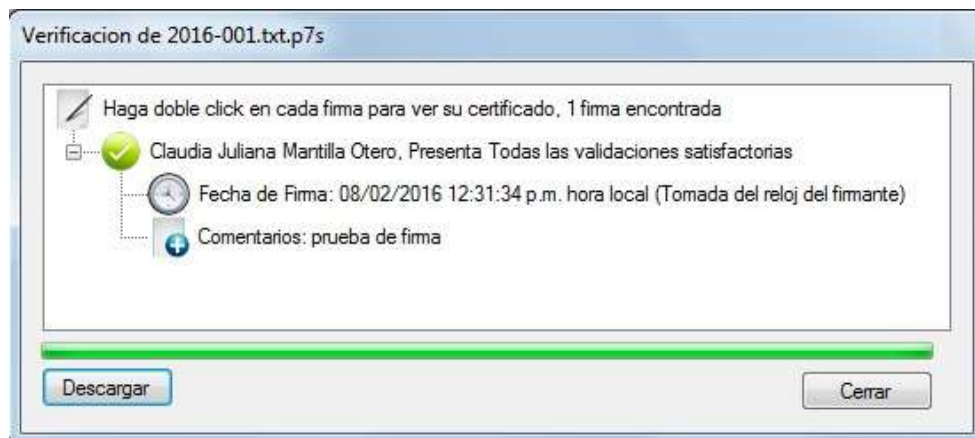 Verificacion de 2016-001.txt.p7s
Haga doble click en cada firma para ver su certificado, 1 firma encontrada
Claudia Juliana Mantilla Otero, Presenta Todas las validaciones satisfactorias
Fecha de Firma: 08/02/2016 12:31:34 p.m. hora local (Tomada del reloj del firmante)
Comentarios: prueba de firma
Descargar
Cerrar